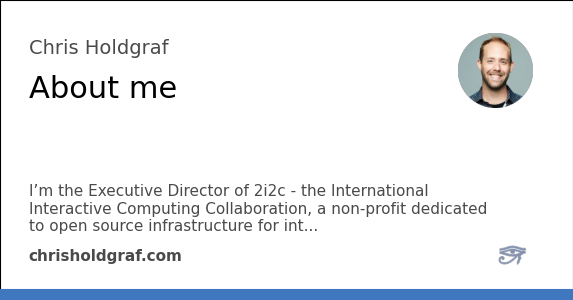 Chris Holdgraf
About me
I’m the Executive Director of 2i2c - the International
Interactive Computing Collaboration, a non-profit dedicated
to open source infrastructure for int...
chrisholdgraf.com